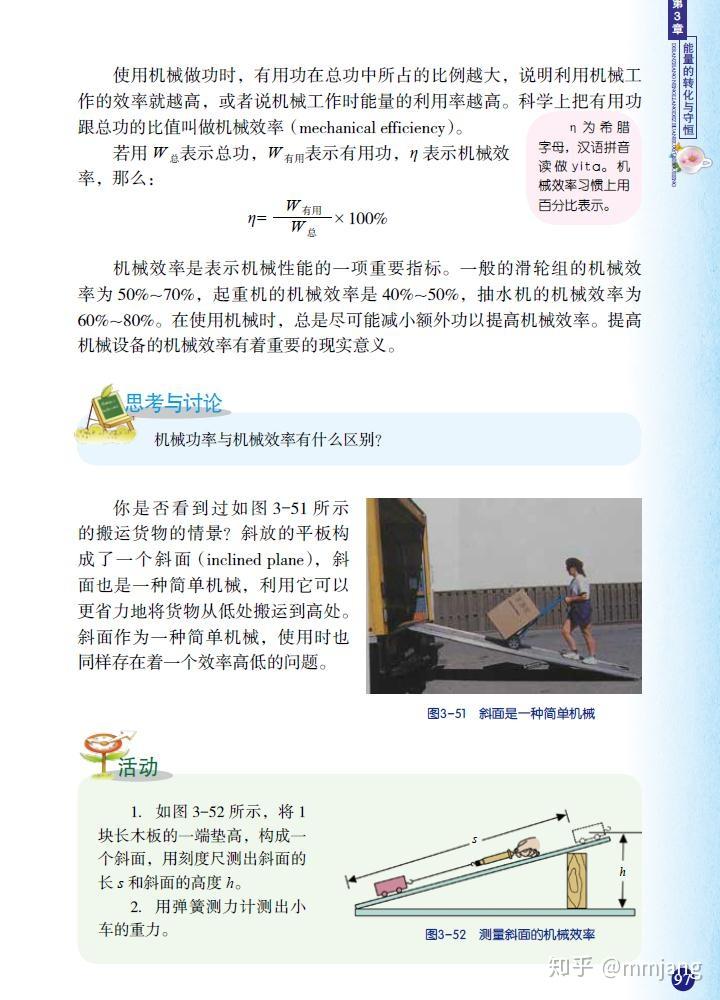 第3章
能量的转化与守恒
使用机械做功时，有用功在总功中所占的比例越大，说明利用机械工
作的效率就越高，或者说机械工作时能量的利用率越高。科学上把有用功
跟总功的比值叫做机械效率（mechanical efficiency）。
若用W总表示总功，W有用表示有用功，η表示机械效
率，那么：
η=W有用/W总×100%
η为希腊
字母，汉语拼音
读做yita。机
械效率习惯上用
百分比表示。
机械效率是表示机械性能的一项重要指标。一般的滑轮组的机械效
率为50%~70%，起重机的机械效率是40%~50%，抽水机的机械效率为
60%~80%。在使用机械时，总是尽可能减小额外功以提高机械效率。提高
机械设备的机械效率有着重要的现实意义。
思考与讨论
机械功率与机械效率有什么区别？
你是否看到过如图3-51所示
的搬运货物的情景？斜放的平板构
成了一个斜面（inclined plane），斜
面也是一种简单机械，利用它可以
更省力地将货物从低处搬运到高处。
斜面作为一种简单机械，使用时也
同样存在着一个效率高低的问题。
图3-51 斜面是一种简单机械
活动
1. 如图3-52所示，将1
块长木板的一端垫高，构成一
个斜面，用刻度尺测出斜面的
长s和斜面的高度h。
2. 用弹簧测力计测出小
车的重力。
s
h
图3-52 测量斜面的机械效率
知乎 @mmjang
97